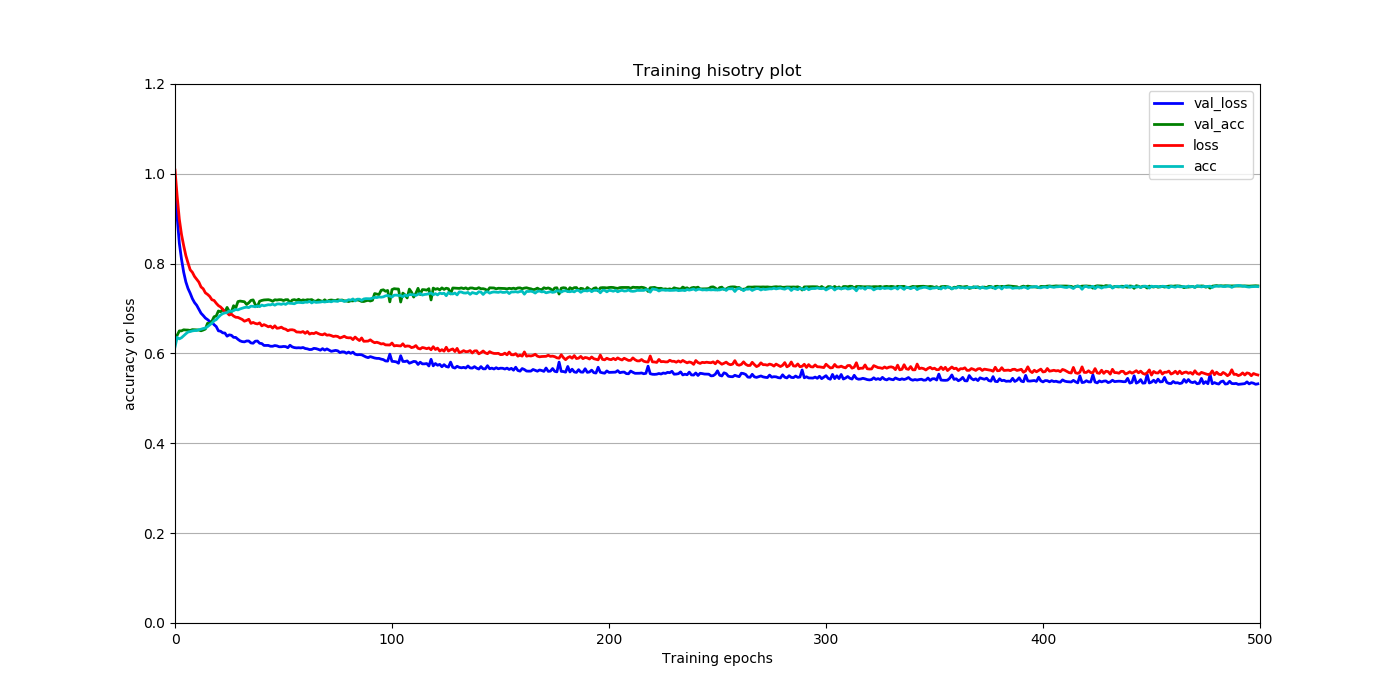 Training hisotry plot
1.2
1.0
0.8
0.6
0.4
0.2
0.0
accuracy or loss
val_loss
val_acc
loss
acc
0 100 200 300 400 500
Training epochs